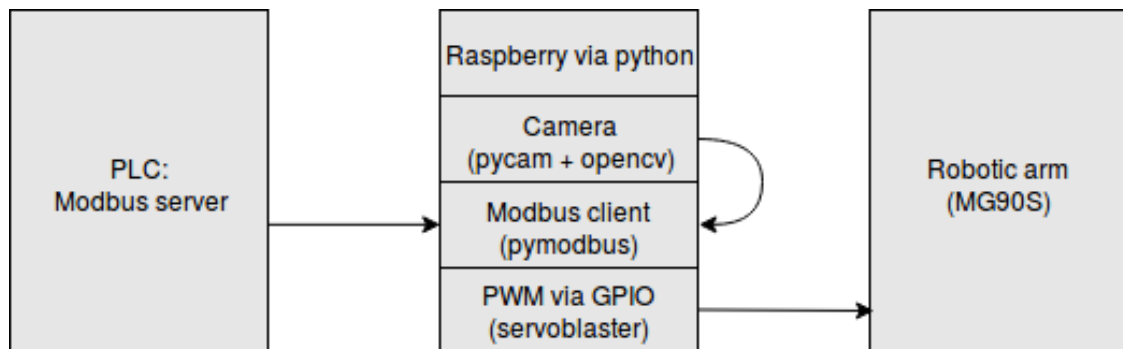 PLC:
Modbus server
Raspberry via python
Camera
(pycam + opencv)
Modbus client
(pymodbus)
PWM via GPIO
(servoblaster)
Robotic arm
(MG90S)